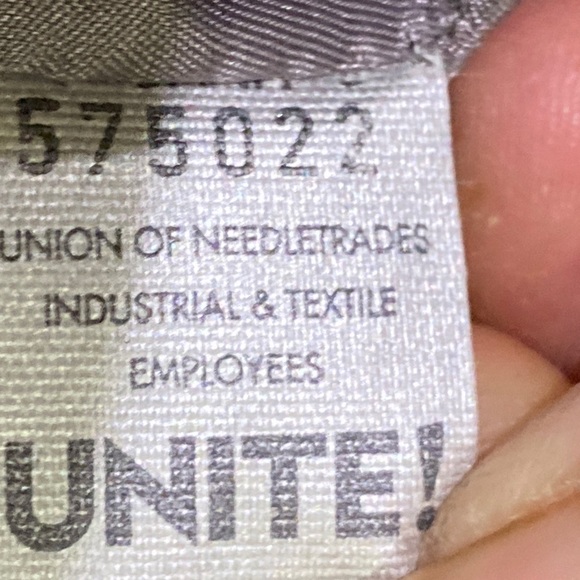 575022
UNION OF NEEDLETRADES
INDUSTRIAL & TEXTILE
EMPLOYEES
UNITE!